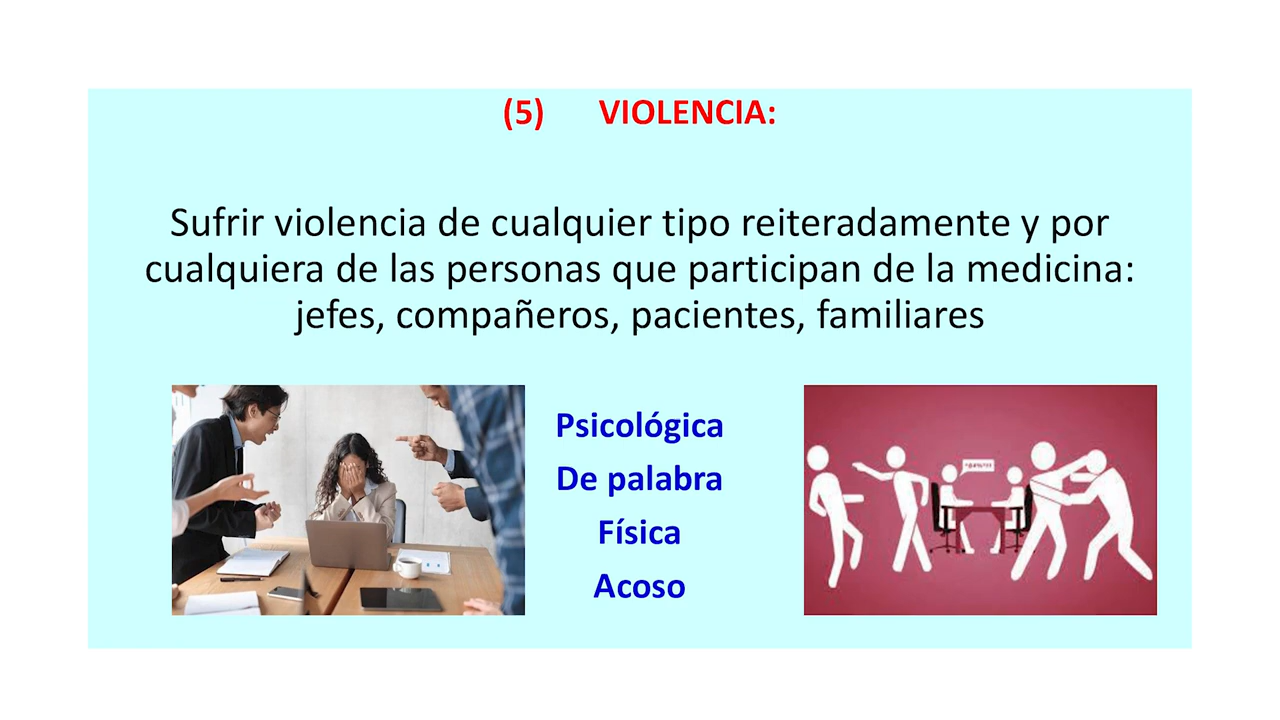 (5) VIOLENCIA:
Sufrir violencia de cualquier tipo reiteradamente y por
cualquiera de las personas que participan de la medicina:
jefes, compañeros, pacientes, familiares
Psicológica
De palabra
Física
Acoso